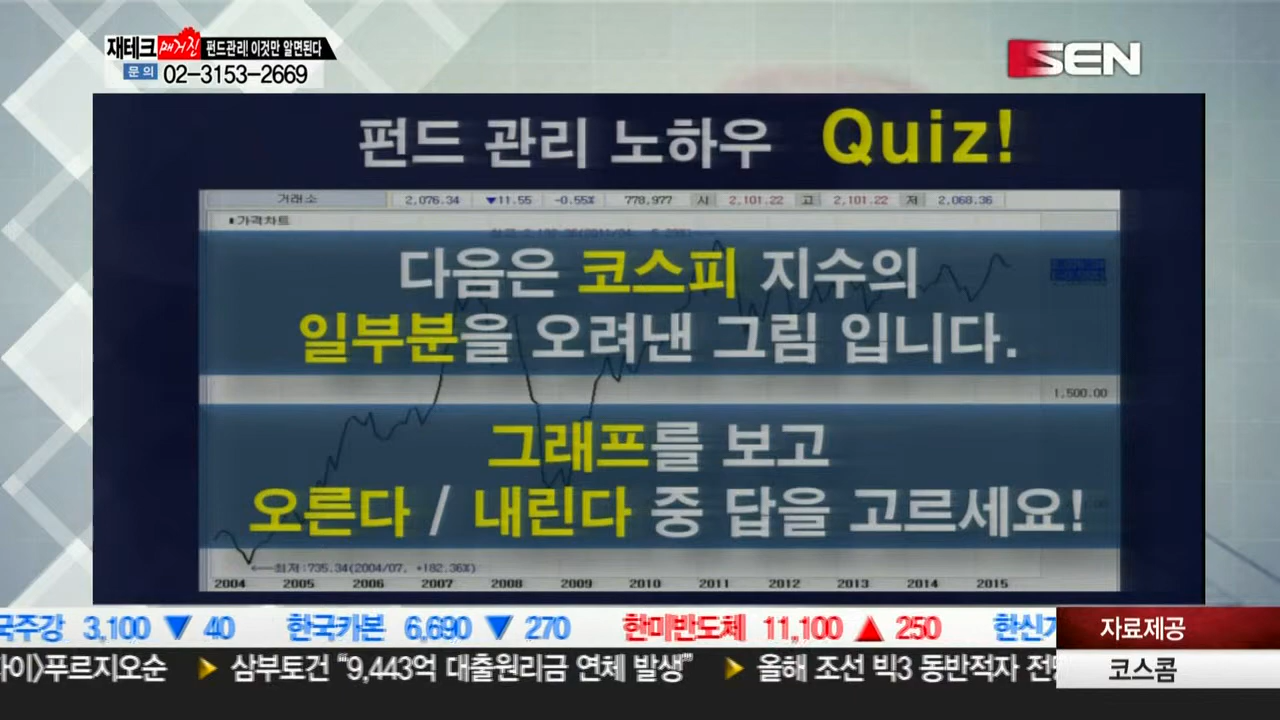 재테크 매거진 펀드관리! 이것만 알면된다
문의 02-3153-2669
SEN
펀드 관리 노하우 Quiz!
거래소 2,076.34 ▼11.55 -0.55% 778,977 시 2,101.22 고 2,101.22 저 2,068.36
■가격차트
다음은 코스피 지수의
일부분을 오려낸 그림 입니다.
1,500.00
그래프를 보고
오른다 / 내린다 중 답을 고르세요!
←최저:735.34(2004/07, +182.36%)
2004 2005 2006 2007 2008 2009 2010 2011 2012 2013 2014 2015
국주강 3,100 ▼ 40 한국카본 6,690 ▼ 270 한미반도체 11,100 ▲ 250 한신기
자료제공
이〉푸르지오순 ▶ 삼부토건 “9,443억 대출원리금 연체 발생” ▶ 올해 조선 빅3 동반적자 전망
코스콤